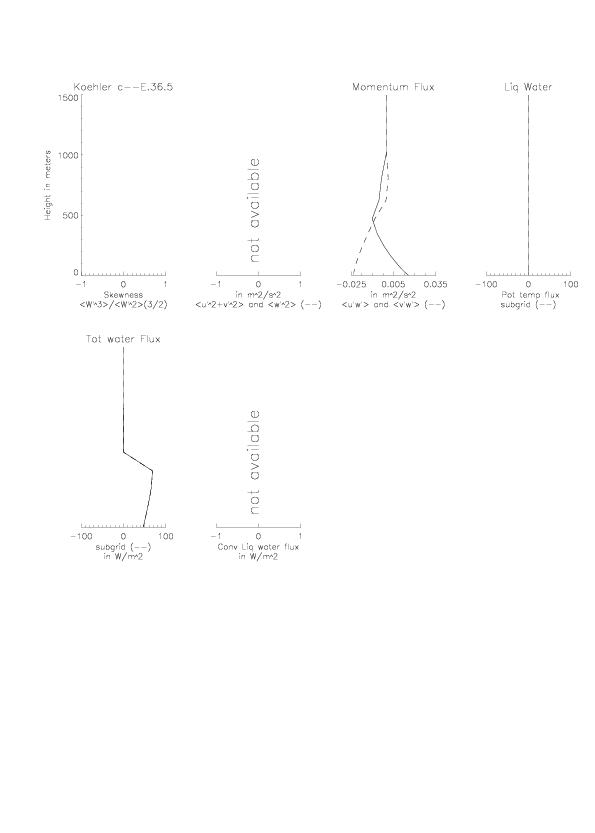 Koehler c--E.36.5
Momentum Flux
Liq Water
1500
1000
500
0
Height in meters
not available
-1 0 1
Skewness
<W'^3>/<W'^2>(3/2)
-1 0 1
in m^2/s^2
<u'^2+v'^2> and <w'^2> (--)
-0.025 0.005 0.035
in m^2/s^2
<u'w'> and <v'w'> (--)
-100 0 100
Pot temp flux
subgrid (--)
Tot water Flux
not available
-100 0 100
subgrid (--)
in W/m^2
-1 0 1
Conv Liq water flux
in W/m^2